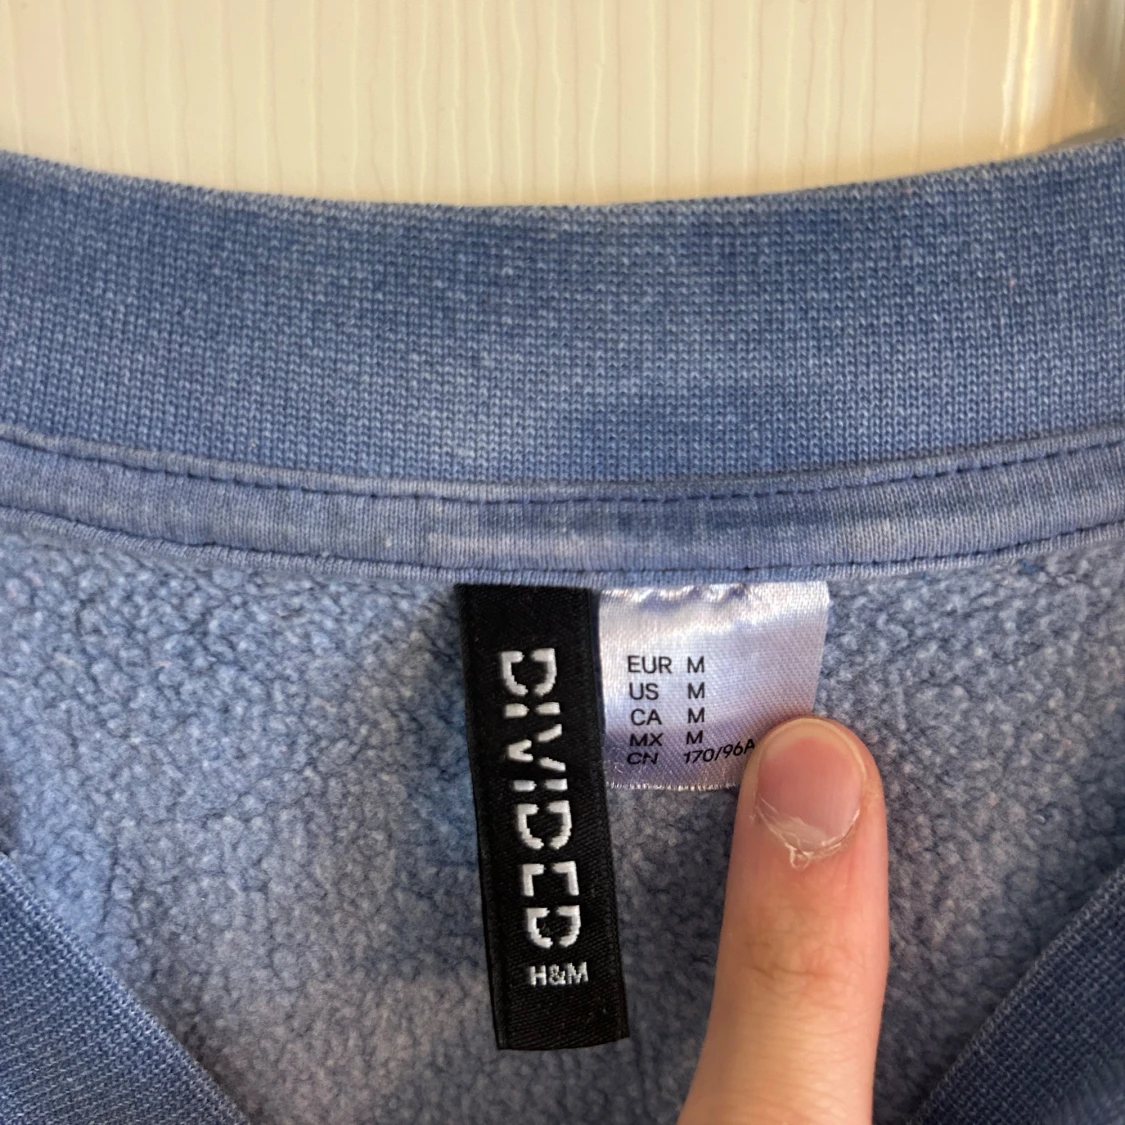 DIVIDED
H&M
EUR M
US M
CA M
MX M
CN 170/96A